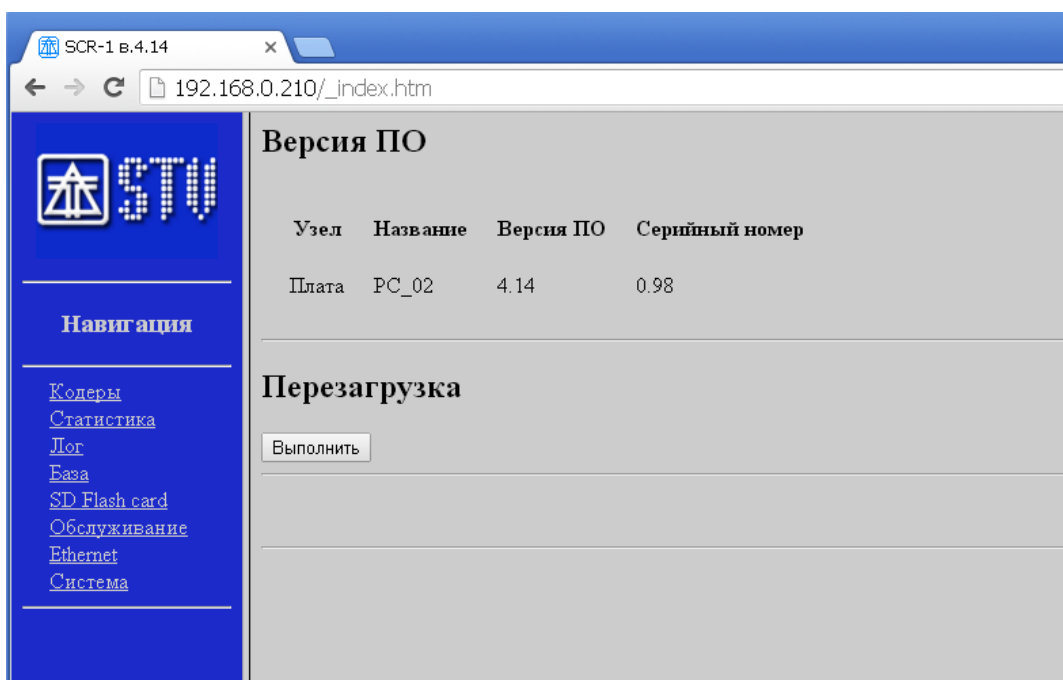 SCR-1 в.4.14
192.168.0.210/_index.htm
STV
Навигация
Кодеры
Статистика
Лог
База
SD Flash card
Обслуживание
Ethernet
Система
Версия ПО
Узел Название Версия ПО Серийный номер
Плата PC_02 4.14 0.98
Перезагрузка
Выполнить